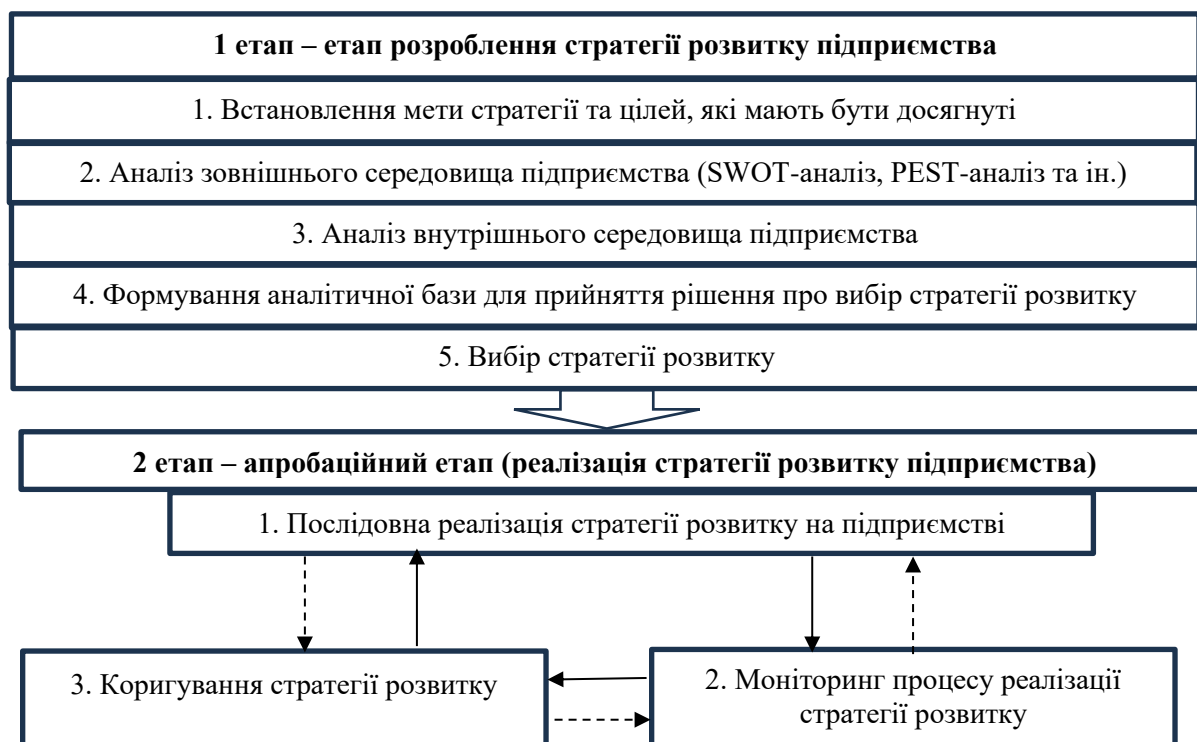 1 етап – етап розроблення стратегії розвитку підприємства
1. Встановлення мети стратегії та цілей, які мають бути досягнуті
2. Аналіз зовнішнього середовища підприємства (SWOT-аналіз, PEST-аналіз та ін.)
3. Аналіз внутрішнього середовища підприємства
4. Формування аналітичної бази для прийняття рішення про вибір стратегії розвитку
5. Вибір стратегії розвитку
2 етап – апробаційний етап (реалізація стратегії розвитку підприємства)
1. Послідовна реалізація стратегії розвитку на підприємстві
3. Коригування стратегії розвитку
2. Моніторинг процесу реалізації
стратегії розвитку